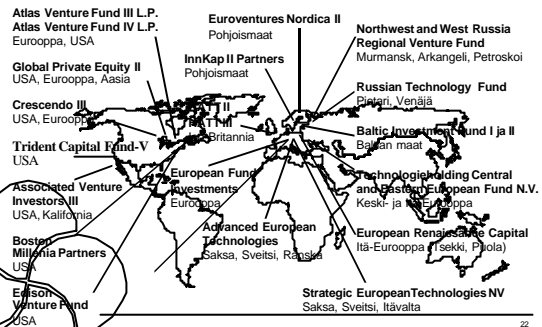 Atlas Venture Fund III L.P.
Atlas Venture Fund IV L.P.
Eurooppa, USA
Global Private Equity II
USA, Eurooppa, Aasia
Crescendo III
USA, Eurooppa
Trident Capital Fund-V
USA
Associated Venture
Investors III
USA, Kalifornia
Boston
Millenia Partners
USA
Edison
Venture Fund
USA
Euroventures Nordica II
Pohjoismaat
InnKap II Partners
Pohjoismaat
II
III
Britannia
European Fund
Investments
Eurooppa
Advanced European
Technologies
Saksa, Sveitsi, Ranska
Northwest and West Russia
Regional Venture Fund
Murmansk, Arkangeli, Petroskoi
Russian Technology Fund
Pietari, Venäjä
Baltic Investment Fund I ja II
Baltian maat
Technologieholding Central
and Eastern European Fund N.V.
Keski- ja Itä-Eurooppa
European Renaissance Capital
Itä-Eurooppa (Tsekki, Puola)
Strategic EuropeanTechnologies NV
Saksa, Sveitsi, Itävalta
22